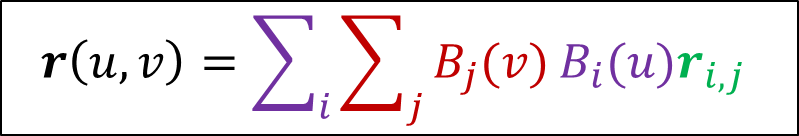 r(u, v) = ∑_i ∑_j B_j(v) B_i(u) r_{i,j}